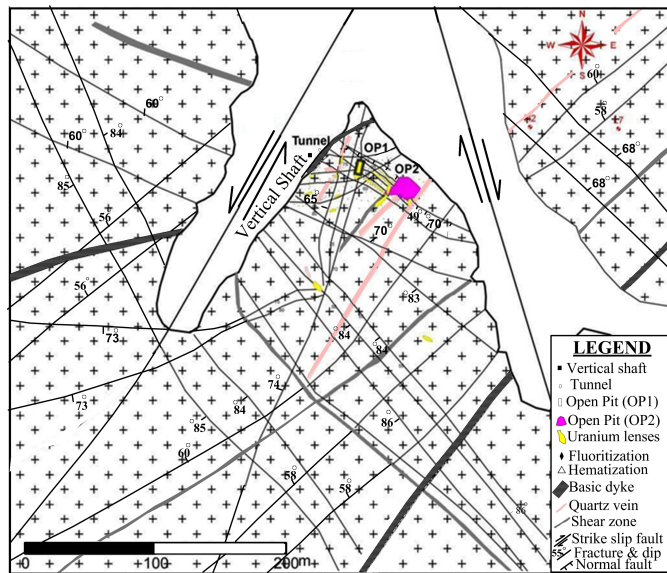 N
W E
S
60°
58
42
17
60°
84
60°
85
68
68
Tunnel
OP1
OP2
Vertical Shaft
65
56
49
70
70
56°
83
73
84
84
74
73
84
86
85
60
58
58
86°
0 100 200m
LEGEND
Vertical shaft
Tunnel
Open Pit (OP1)
Open Pit (OP2)
Uranium lenses
Fluoritization
Hematization
Basic dyke
Quartz vein
Shear zone
Strike slip fault
55° Fracture & dip
Normal fault